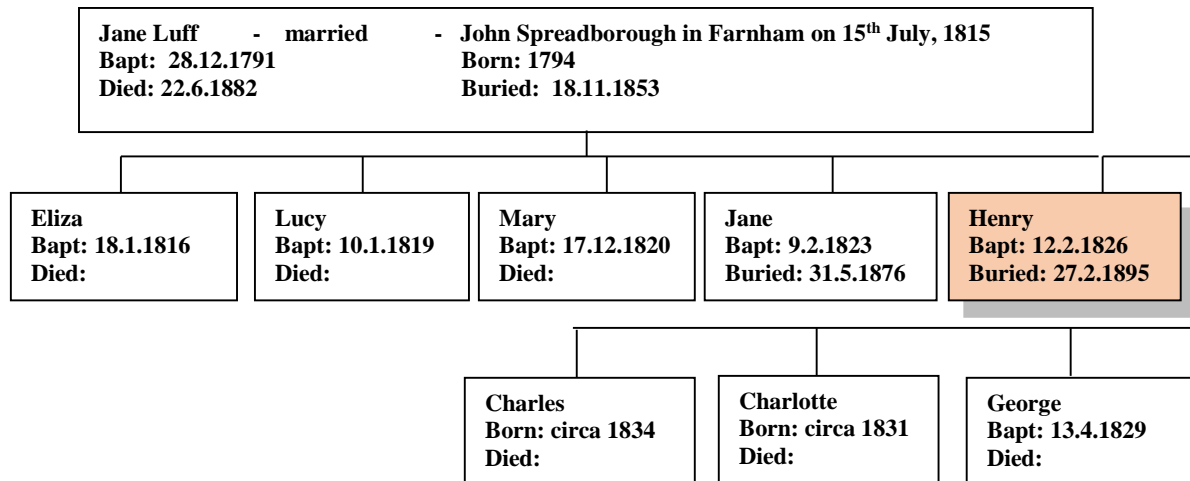 Jane Luff - married - John Spreadborough in Farnham on 15th July, 1815
Bapt: 28.12.1791 Born: 1794
Died: 22.6.1882 Buried: 18.11.1853
Eliza
Bapt: 18.1.1816
Died:
Lucy
Bapt: 10.1.1819
Died:
Mary
Bapt: 17.12.1820
Died:
Jane
Bapt: 9.2.1823
Buried: 31.5.1876
Henry
Bapt: 12.2.1826
Buried: 27.2.1895
Charles
Born: circa 1834
Died:
Charlotte
Born: circa 1831
Died:
George
Bapt: 13.4.1829
Died: